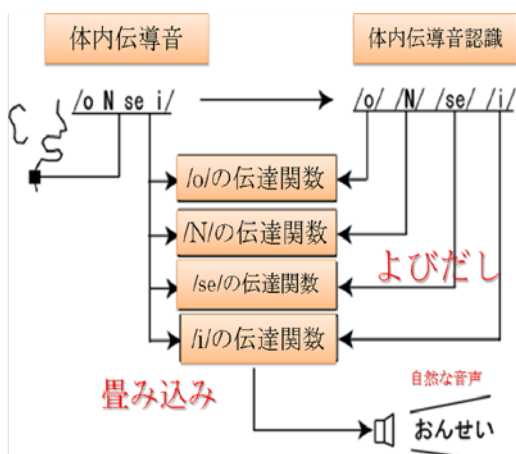 体内伝導音
体内伝導音認識
/o N se i/
/o/ /N/ /se/ /i/
/o/の伝達関数
/N/の伝達関数
よびだし
/se/の伝達関数
/i/の伝達関数
畳み込み
自然な音声
おんせい